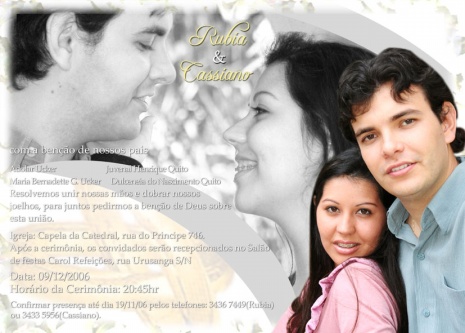 Rubia
&
Cassiano
com a benção de nossos pais
Ucker Juvenal Henrique Quito
Maria Bernadette G. Ucker Dulcinéia do Nascimento Quito
Resolvemos unir nossas mãos e dobrar nossos
joelhos, para juntos pedirmos a benção de Deus sobre
esta união.
Igreja: Capela da Catedral, rua do Príncipe 746.
Após a cerimônia, os convidados serão recepcionados no Salão
de festas Carol Refeições, rua Urusanga S/N
Data: 09/12/2006
Horário da Cerimônia: 20:45hr
Confirmar presença até dia 19/11/06 pelos telefones: 3436 7449(Rubia)
ou 3433 5956(Cassiano).